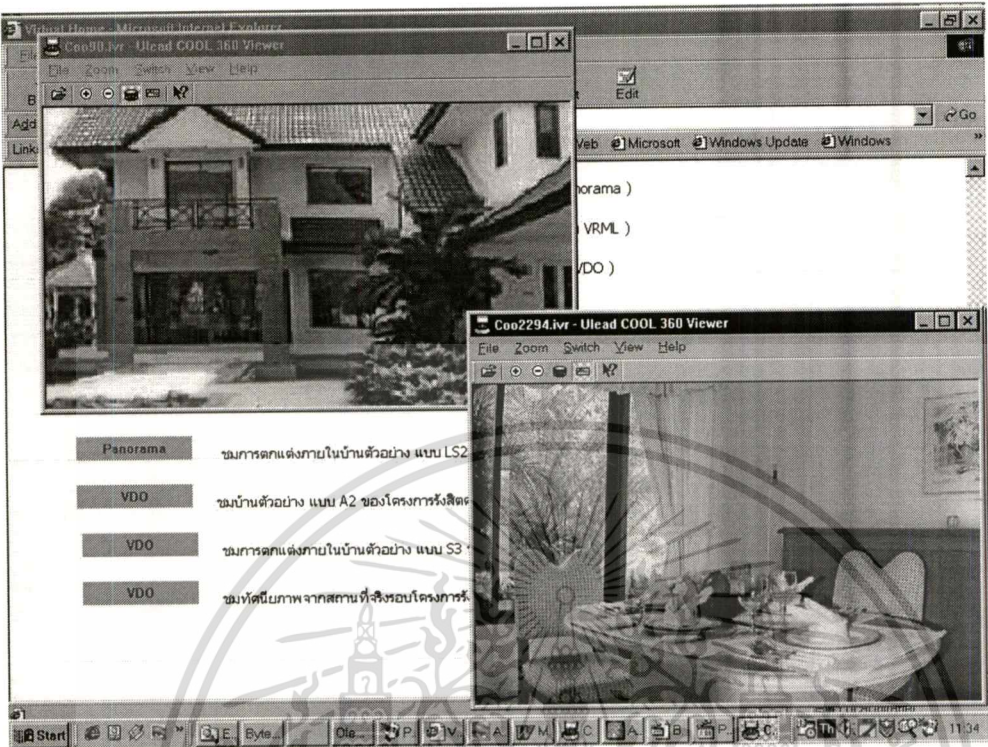 Virtual Home - Microsoft Internet Explorer
Coo90.ivr - Ulead COOL 360 Viewer
File Zoom Switch View Help
Edit
Go
Web Microsoft Windows Update Windows
norama )
VRML )
VDO )
Coo2294.ivr - Ulead COOL 360 Viewer
File Zoom Switch View Help
Panorama ชมการตกแต่งภายในบ้านตัวอย่าง แบบ LS2
VDO ชมบ้านตัวอย่าง แบบ A2 ของโครงการรังสิต
VDO ชมการตกแต่งภายในบ้านตัวอย่าง แบบ S3
VDO ชมทัศนียภาพจากสถานที่จริงรอบโครงการรั
Start E.. Byte... Ole... P.. V.. A.. M.. C.. A.. B.. P.. C.. 11:34